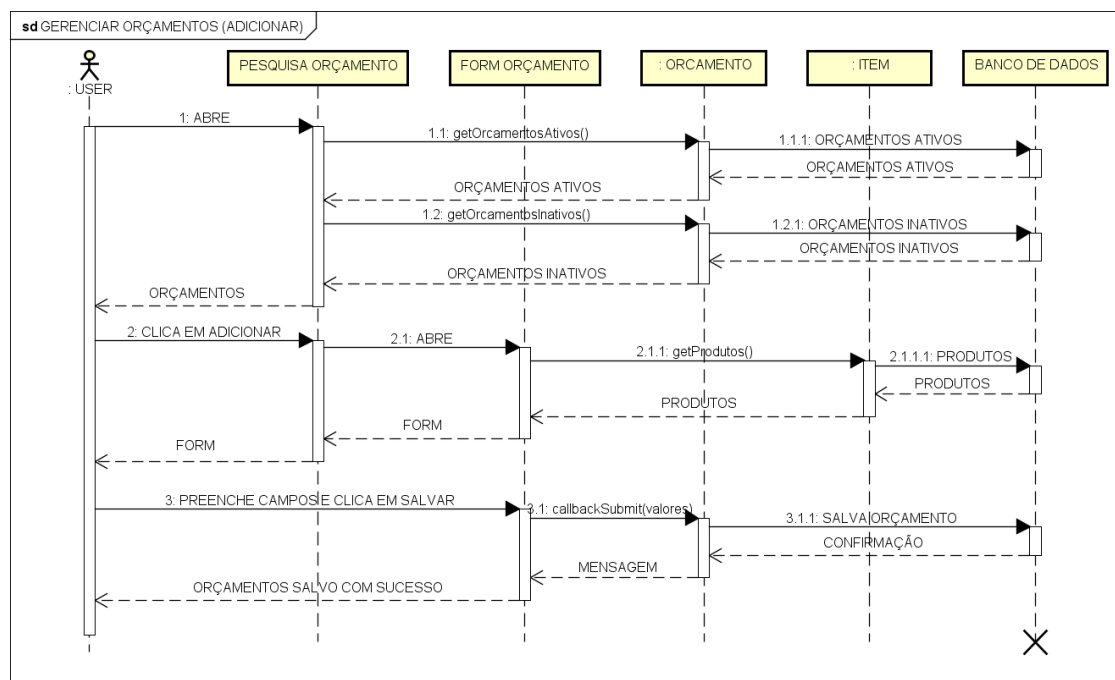 sd GERENCIAR ORÇAMENTOS (ADICIONAR)
: USER
PESQUISA ORÇAMENTO
FORM ORÇAMENTO
: ORCAMENTO
: ITEM
BANCO DE DADOS
1: ABRE
1.1: getOrcamentosAtivos()
1.1.1: ORÇAMENTOS ATIVOS
ORÇAMENTOS ATIVOS
ORÇAMENTOS ATIVOS
1.2: getOrcamentosInativos()
1.2.1: ORÇAMENTOS INATIVOS
ORÇAMENTOS INATIVOS
ORÇAMENTOS INATIVOS
ORÇAMENTOS
2: CLICA EM ADICIONAR
2.1: ABRE
2.1.1: getProdutos()
2.1.1.1: PRODUTOS
PRODUTOS
PRODUTOS
FORM
FORM
3: PREENCHE CAMPOS E CLICA EM SALVAR
3.1: callbackSubmit(valores)
3.1.1: SALVA ORÇAMENTO
CONFIRMAÇÃO
MENSAGEM
ORÇAMENTOS SALVO COM SUCESSO